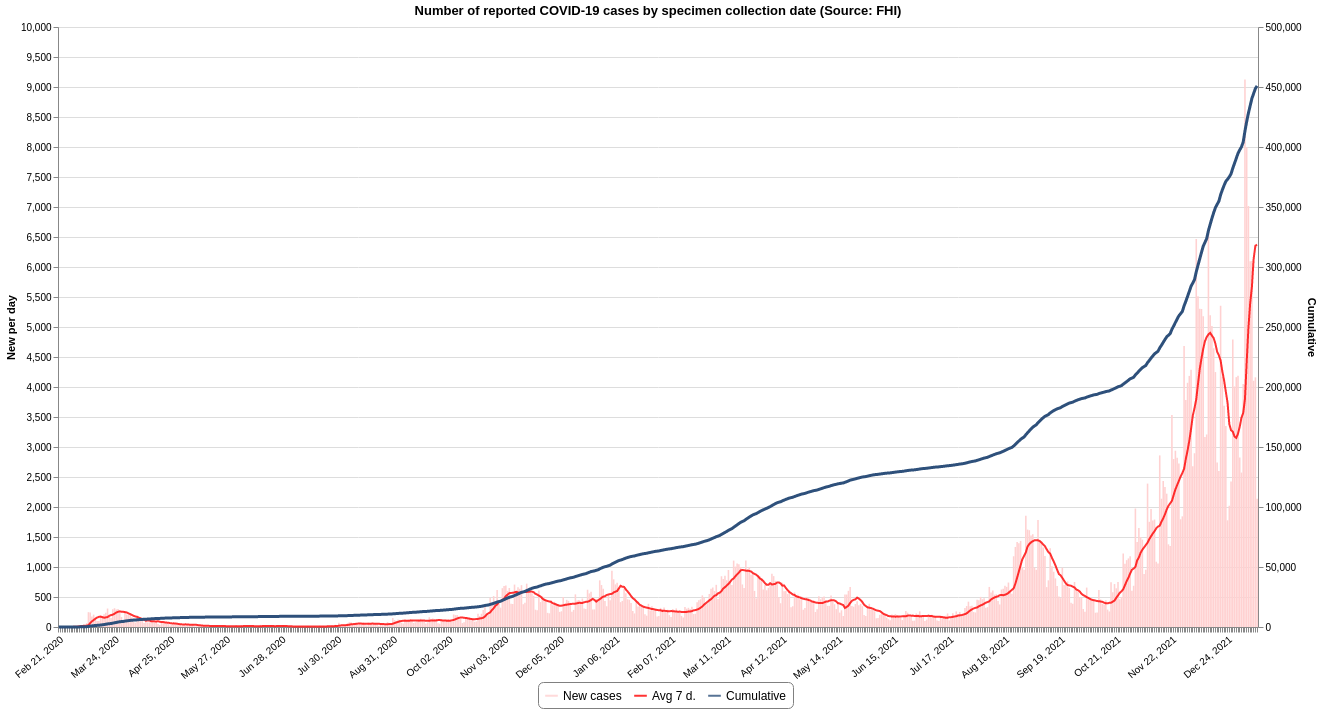 Number of reported COVID-19 cases by specimen collection date (Source: FHI)
10,000
9,500
9,000
8,500
8,000
7,500
7,000
6,500
6,000
5,500
5,000
4,500
4,000
3,500
3,000
2,500
2,000
1,500
1,000
500
0
New per day
500,000
450,000
400,000
350,000
300,000
250,000
200,000
150,000
100,000
50,000
0
Cumulative
Feb 21, 2020
Mar 24, 2020
Apr 25, 2020
May 27, 2020
Jun 28, 2020
Jul 30, 2020
Aug 31, 2020
Oct 02, 2020
Nov 03, 2020
Dec 05, 2020
Jan 06, 2021
Feb 07, 2021
Mar 11, 2021
Apr 12, 2021
May 14, 2021
Jun 15, 2021
Jul 17, 2021
Aug 18, 2021
Sep 19, 2021
Oct 21, 2021
Nov 22, 2021
Dec 24, 2021
New cases
Avg 7 d.
Cumulative